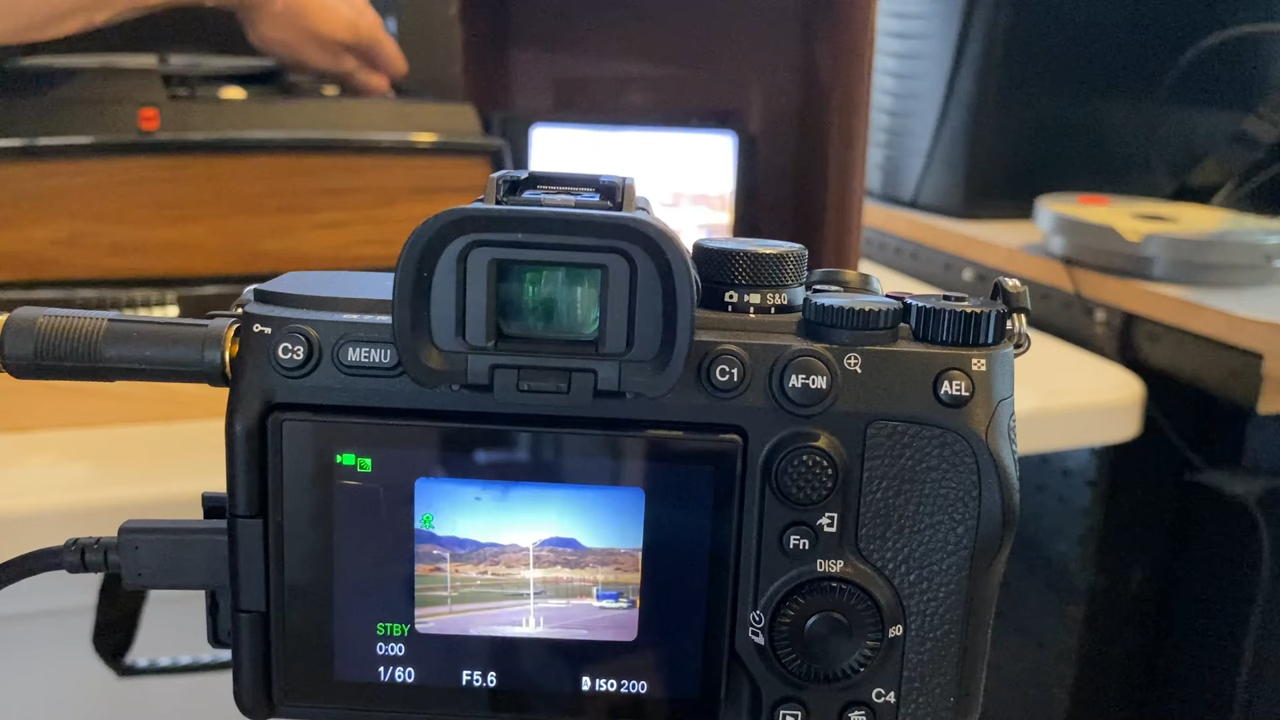 S&Q
C3
MENU
C1
AF-ON
AEL
Fn
DISP
ISO
STBY
0:00
1/60
F5.6
A ISO 200
C4